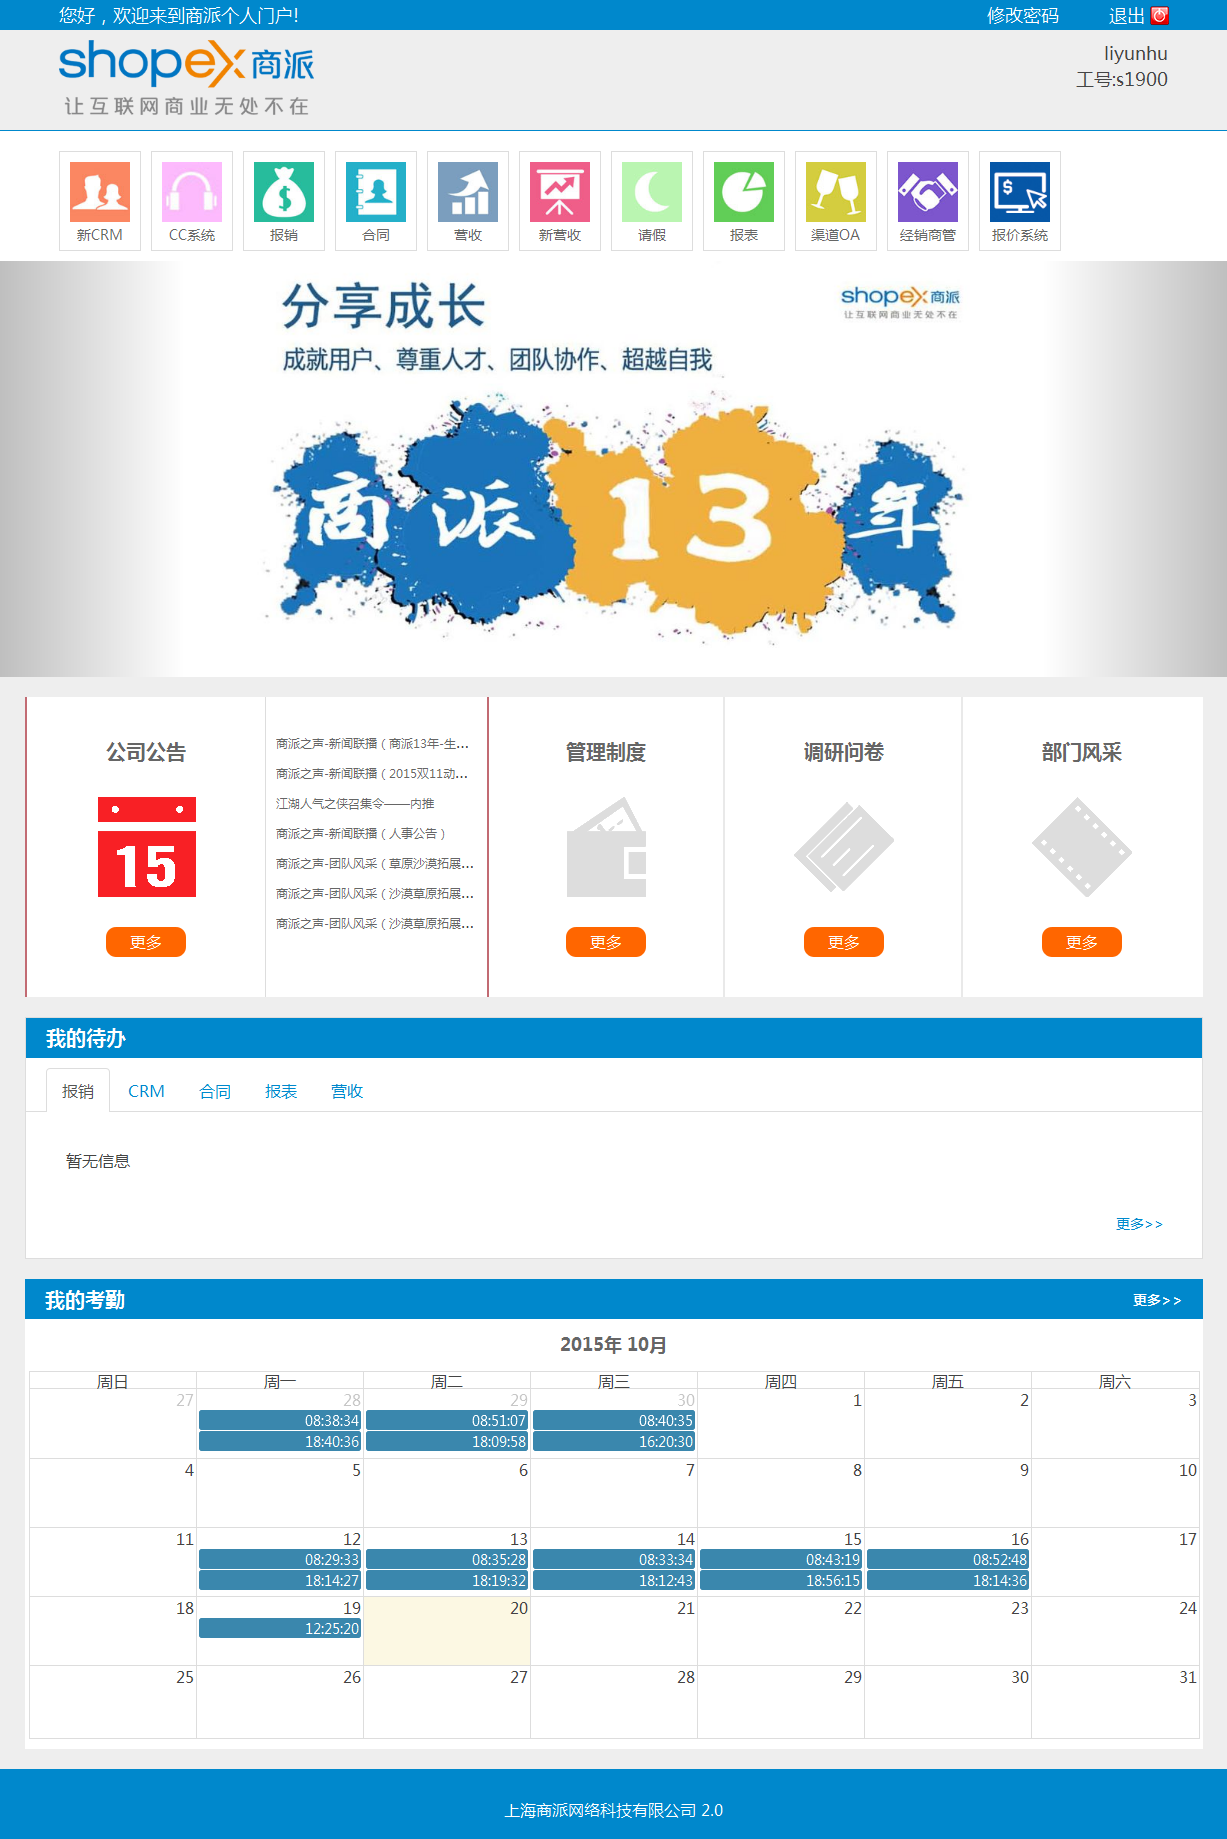 您好，欢迎来到商派个人门户!
修改密码 退出
shopex 商派
让互联网商业无处不在
liyunhu
工号:s1900
新CRM CC系统 报销 合同 营收 新营收 请假 报表 渠道OA 经销商管 报价系统
分享成长
shopex 商派
让互联网商业无处不在
成就用户、尊重人才、团队协作、超越自我
商派13年
公司公告
15
更多
商派之声-新闻联播（商派13年-生...
商派之声-新闻联播（2015双11动...
江湖人气之侠召集令——内推
商派之声-新闻联播（人事公告）
商派之声-团队风采（草原沙漠拓展...
商派之声-团队风采（沙漠草原拓展...
商派之声-团队风采（沙漠草原拓展...
管理制度
更多
调研问卷
更多
部门风采
更多
我的待办
报销 CRM 合同 报表 营收
暂无信息
更多>>
我的考勤 更多>>
2015年 10月
周日 周一 周二 周三 周四 周五 周六
27 28 29 30 1 2 3
08:38:34 08:51:07 08:40:35
18:40:36 18:09:58 16:20:30
4 5 6 7 8 9 10
11 12 13 14 15 16 17
08:29:33 08:35:28 08:33:34 08:43:19 08:52:48
18:14:27 18:19:32 18:12:43 18:56:15 18:14:36
18 19 20 21 22 23 24
12:25:20
25 26 27 28 29 30 31
上海商派网络科技有限公司 2.0